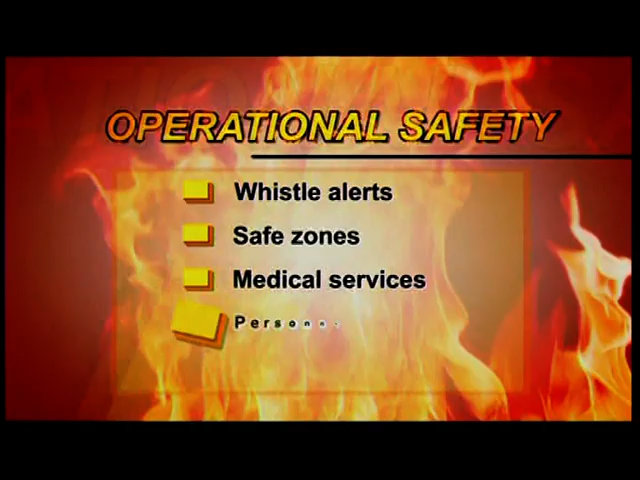 OPERATIONAL SAFETY
Whistle alerts
Safe zones
Medical services